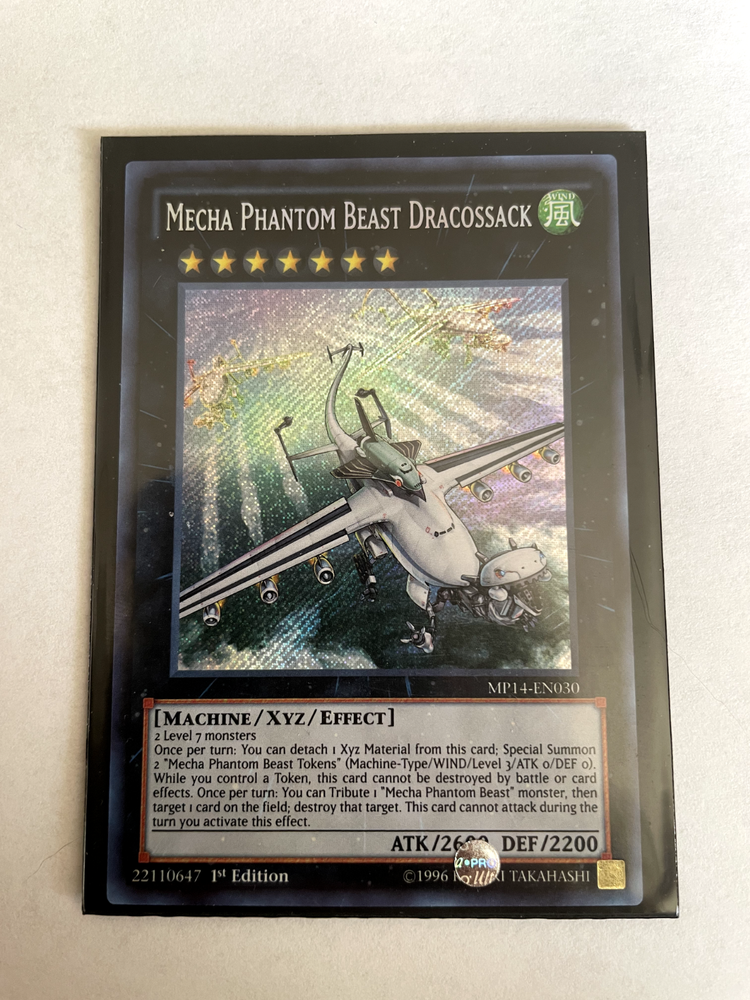 MECHA PHANTOM BEAST DRACOSSACK
WIND
風
MP14-EN030
[MACHINE/XYZ/EFFECT]
2 Level 7 monsters
Once per turn: You can detach 1 Xyz Material from this card; Special Summon
2 "Mecha Phantom Beast Tokens" (Machine-Type/WIND/Level 3/ATK 0/DEF 0).
While you control a Token, this card cannot be destroyed by battle or card
effects. Once per turn: You can Tribute 1 "Mecha Phantom Beast" monster, then
target 1 card on the field; destroy that target. This card cannot attack during the
turn you activate this effect.
ATK/2600 DEF/2200
PRO
22110647 1st Edition ©1996 TAKAHASHI